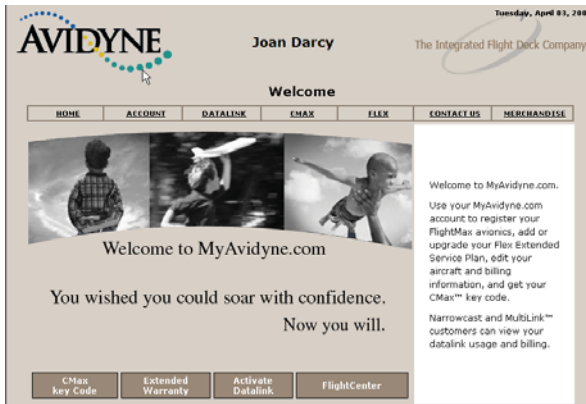 Tuesday, April 03, 200
AVIDYNE
Joan Darcy
The Integrated Flight Deck Company
Welcome
HOME ACCOUNT DATALINK CMAX FLEX CONTACT US MERCHANDISE
Welcome to MyAvidyne.com
You wished you could soar with confidence.
Now you will.
Welcome to MyAvidyne.com.
Use your MyAvidyne.com
account to register your
FlightMax avionics, add or
upgrade your Flex Extended
Service Plan, edit your
aircraft and billing
information, and get your
CMax™ key code.
Narrowcast and MultiLink™
customers can view your
datalink usage and billing.
CMax
key Code
Extended
Warranty
Activate
Datalink
FlightCenter